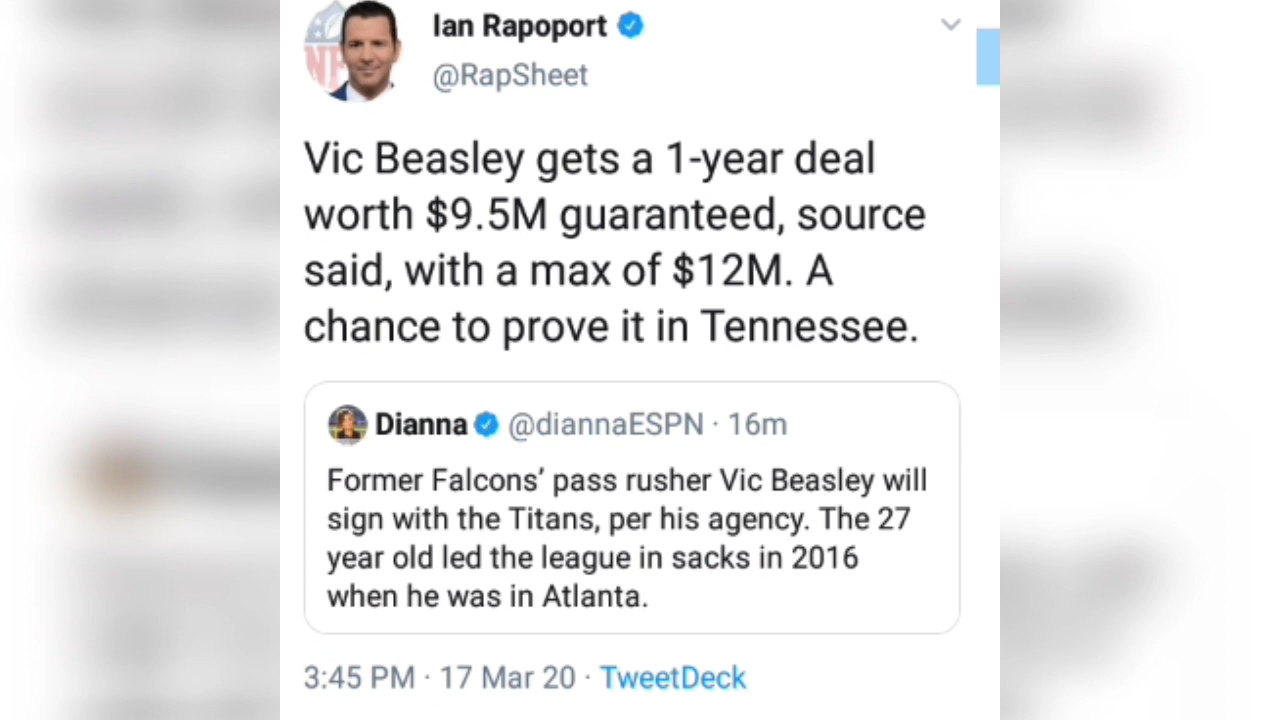 Ian Rapoport
@RapSheet
Vic Beasley gets a 1-year deal
worth $9.5M guaranteed, source
said, with a max of $12M. A
chance to prove it in Tennessee.
Dianna @diannaESPN · 16m
Former Falcons’ pass rusher Vic Beasley will
sign with the Titans, per his agency. The 27
year old led the league in sacks in 2016
when he was in Atlanta.
3:45 PM · 17 Mar 20 · TweetDeck